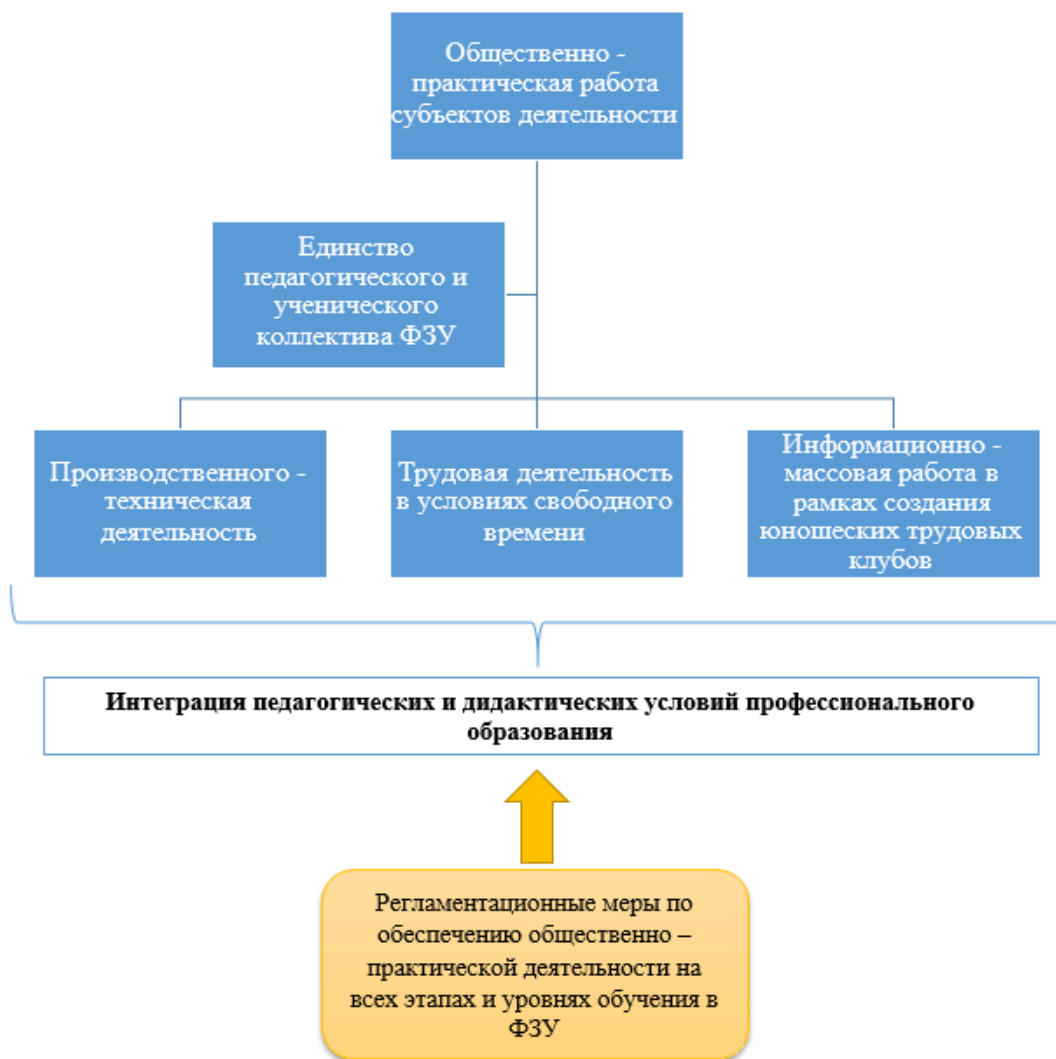 Общественно -
практическая работа
субъектов деятельности
Единство
педагогического и
ученического
коллектива ФЗУ
Производственного -
техническая
деятельность
Трудовая деятельность
в условиях свободного
времени
Информационно -
массовая работа в
рамках создания
юношеских трудовых
клубов
Интеграция педагогических и дидактических условий профессионального
образования
Регламентационные меры по
обеспечению общественно –
практической деятельности на
всех этапах и уровнях обучения в
ФЗУ